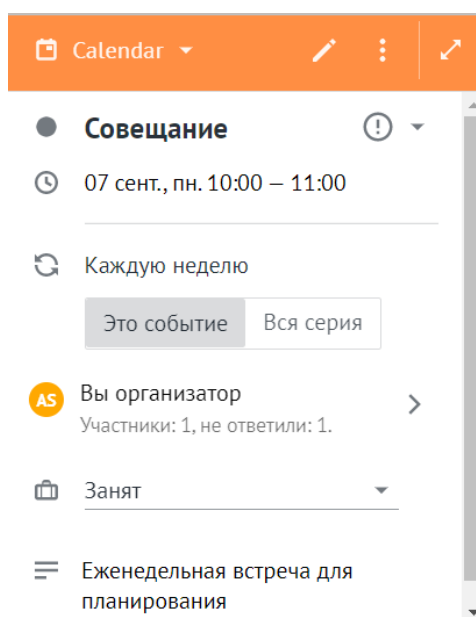 Calendar
Совещание
07 сент., пн. 10:00 – 11:00
Каждую неделю
Это событие Вся серия
AS Вы организатор
Участники: 1, не ответили: 1.
Занят
Еженедельная встреча для
планирования